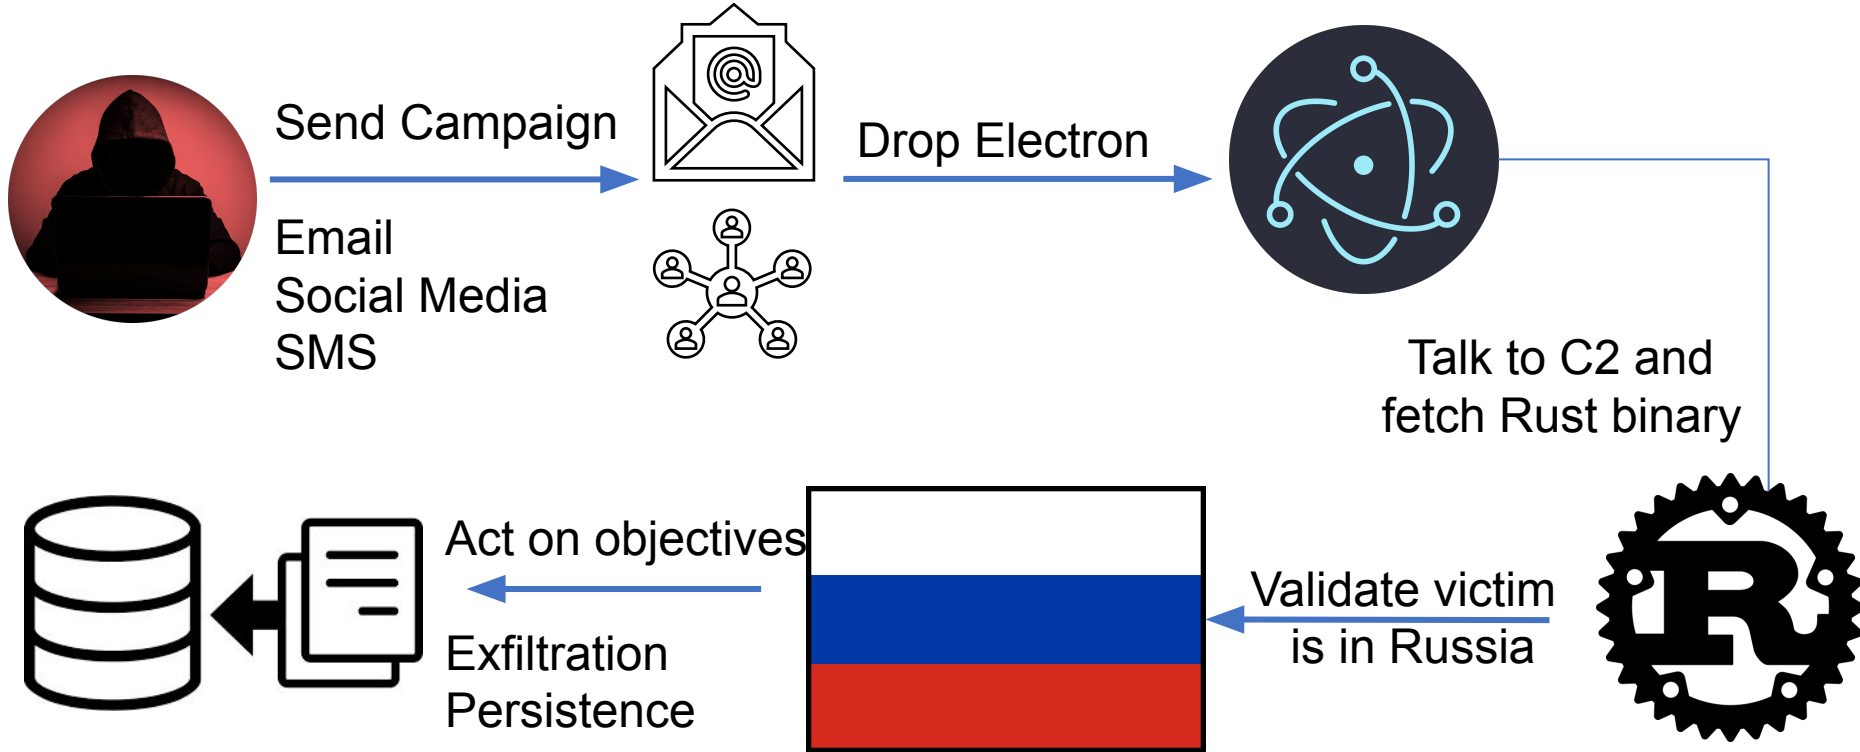 Send Campaign
Email
Social Media
SMS
Drop Electron
Talk to C2 and
fetch Rust binary
Validate victim
is in Russia
Act on objectives
Exfiltration
Persistence